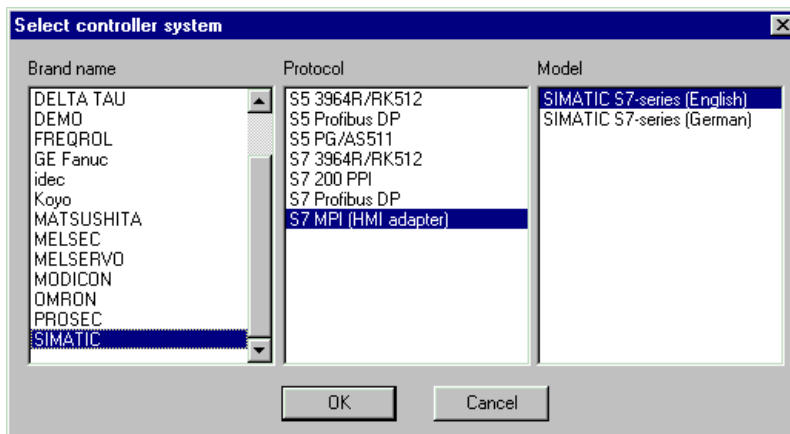 Select controller system
Brand name
DELTA TAU
DEMO
FREQROL
GE Fanuc
idec
Koyo
MATSUSHITA
MELSEC
MELSERVO
MODICON
OMRON
PROSEC
SIMATIC
Protocol
S5 3964R/RK512
S5 Profibus DP
S5 PG/AS511
S7 3964R/RK512
S7 200 PPI
S7 Profibus DP
S7 MPI (HMI adapter)
Model
SIMATIC S7-series (English)
SIMATIC S7-series (German)
OK
Cancel